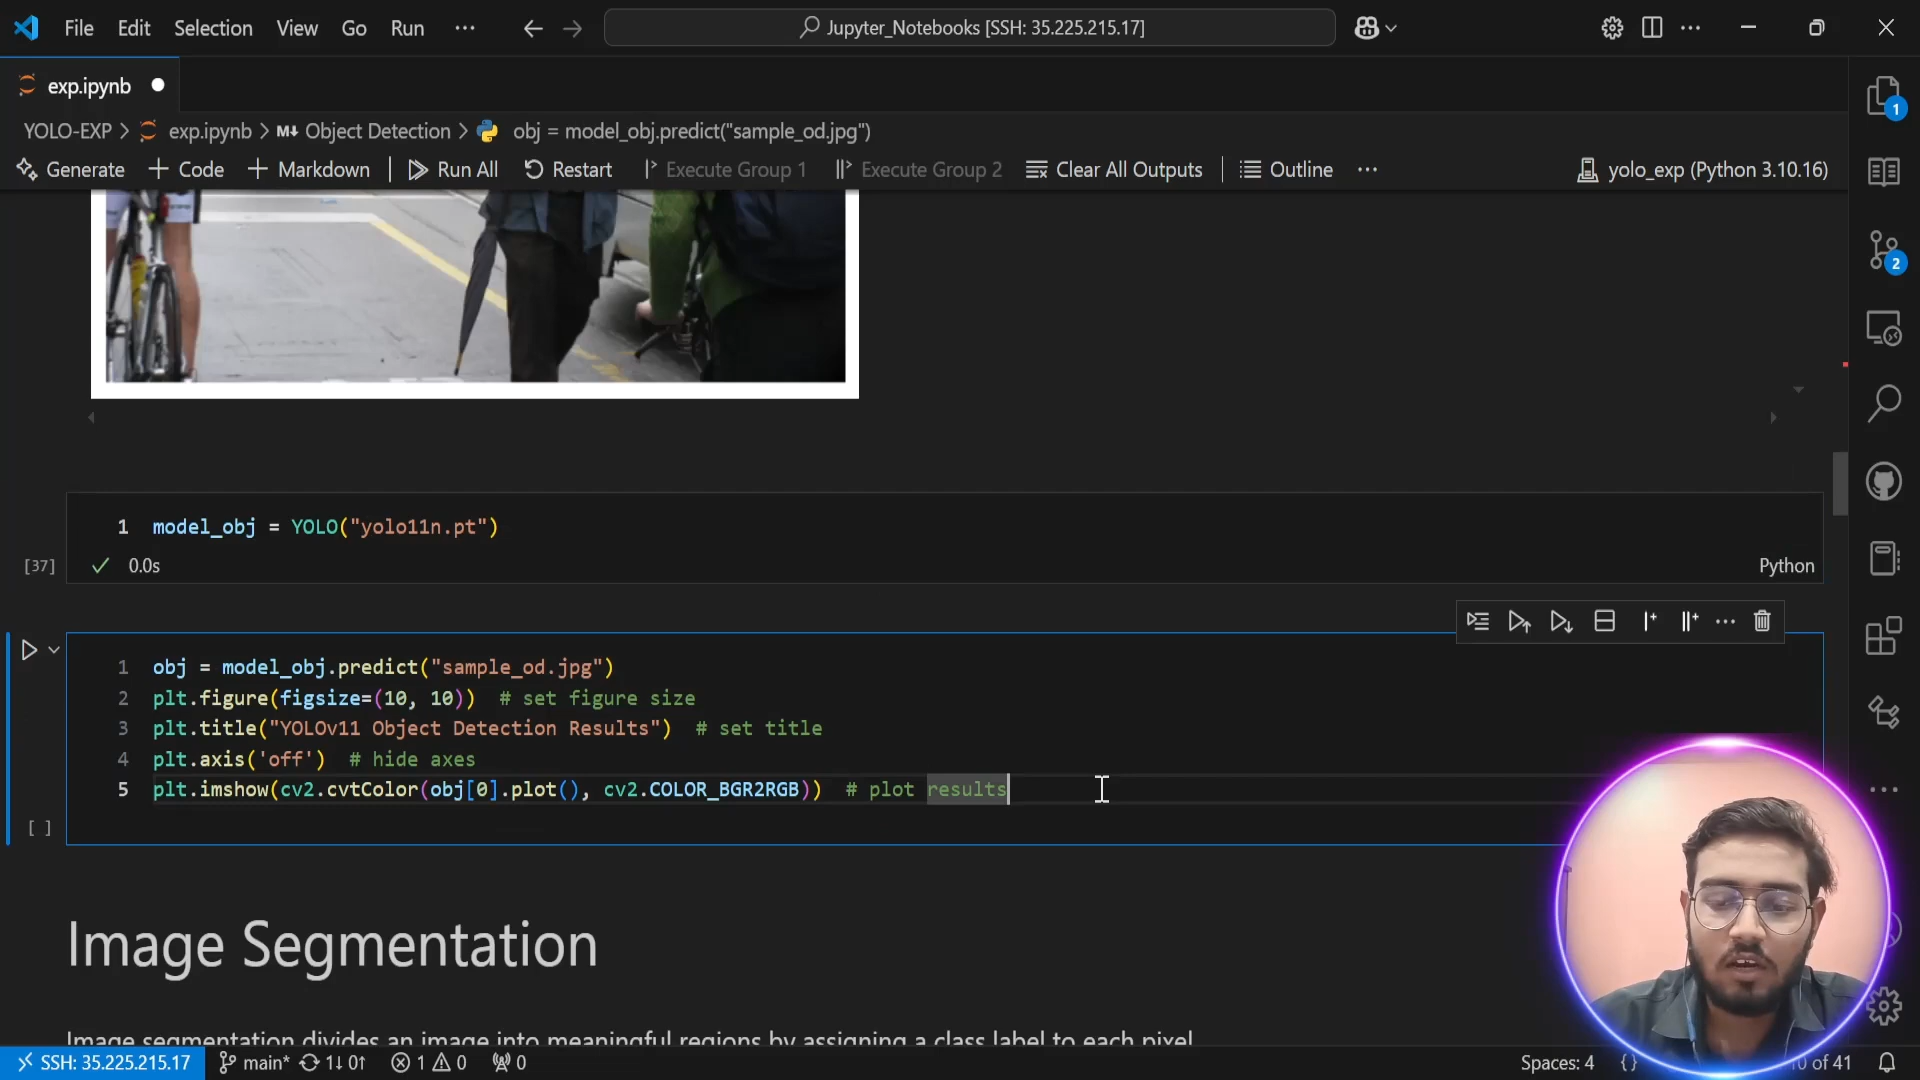 File Edit Selection View Go Run ··· Jupyter_Notebooks [SSH: 35.225.215.17]
exp.ipynb
YOLO-EXP > exp.ipynb > M↓ Object Detection > obj = model_obj.predict("sample_od.jpg")
Generate + Code + Markdown Run All Restart Execute Group 1 Execute Group 2 Clear All Outputs Outline ··· yolo_exp (Python 3.10.16)
1
2
1 model_obj = YOLO("yolo11n.pt")
[37] 0.0s Python
1 obj = model_obj.predict("sample_od.jpg")
2 plt.figure(figsize=(10, 10)) # set figure size
3 plt.title("YOLOv11 Object Detection Results") # set title
4 plt.axis('off') # hide axes
5 plt.imshow(cv2.cvtColor(obj[0].plot(), cv2.COLOR_BGR2RGB)) # plot results
[ ]
Image Segmentation
Image segmentation divides an image into meaningful regions by assigning a class label to each pixel
SSH: 35.225.215.17 main* 1↓ 0↑ 1 0 0 Spaces: 4 {} of 41